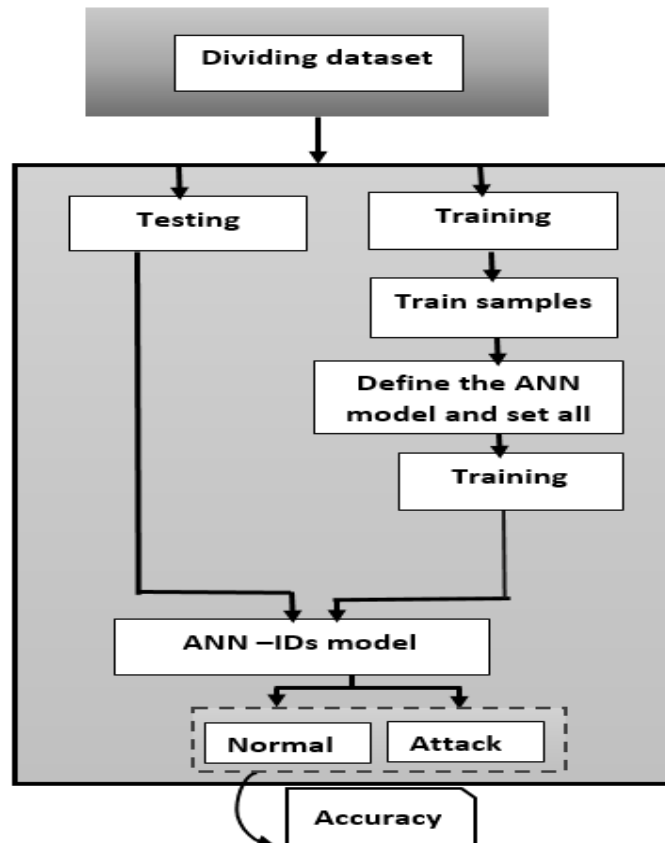 Dividing dataset
Testing
Training
Train samples
Define the ANN
model and set all
Training
ANN –IDs model
Normal
Attack
Accuracy